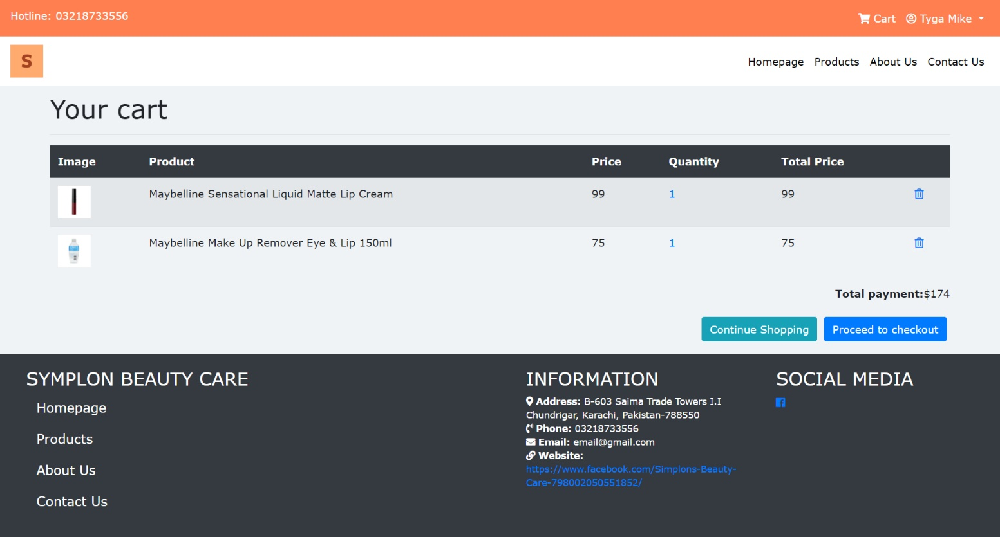 Hotline: 03218733556
Cart Tyga Mike
S
Homepage Products About Us Contact Us
Your cart
Image Product Price Quantity Total Price
Maybelline Sensational Liquid Matte Lip Cream 99 1 99
Maybelline Make Up Remover Eye & Lip 150ml 75 1 75
Total payment:$174
Continue Shopping Proceed to checkout
SYMPLON BEAUTY CARE
Homepage
Products
About Us
Contact Us
INFORMATION
Address: B-603 Saima Trade Towers I.I
Chundrigar, Karachi, Pakistan-788550
Phone: 03218733556
Email: email@gmail.com
Website:
https://www.facebook.com/Simplons-Beauty-
Care-798002050551852/
SOCIAL MEDIA